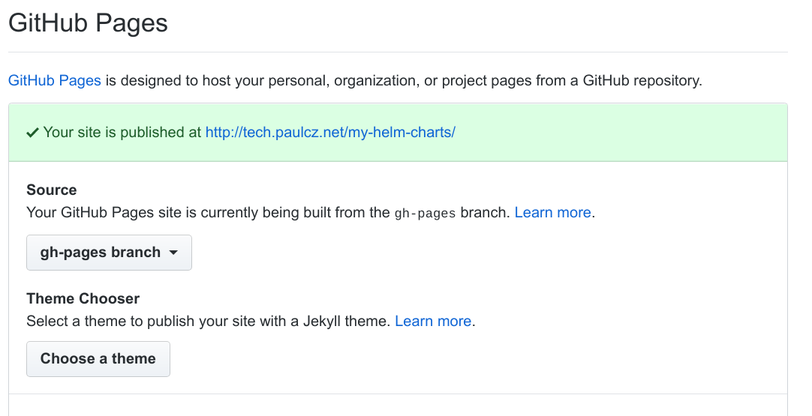 GitHub Pages
GitHub Pages is designed to host your personal, organization, or project pages from a GitHub repository.
✓ Your site is published at http://tech.paulcz.net/my-helm-charts/
Source
Your GitHub Pages site is currently being built from the gh-pages branch. Learn more.
gh-pages branch
Theme Chooser
Select a theme to publish your site with a Jekyll theme. Learn more.
Choose a theme